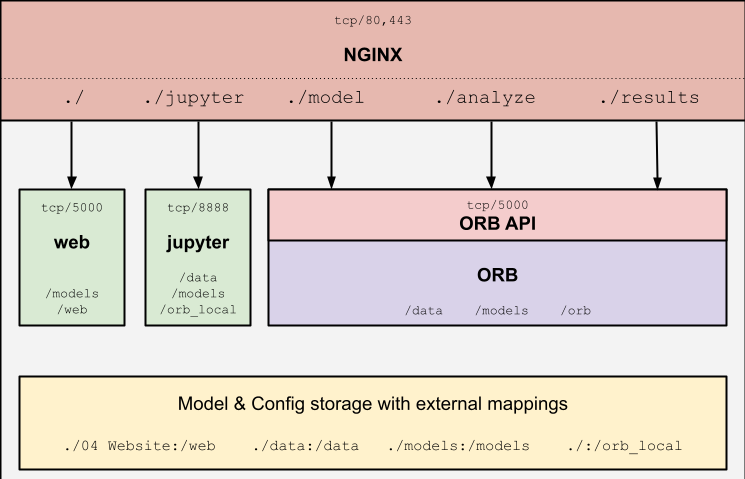 tcp/80,443
NGINX
./ ./jupyter ./model ./analyze ./results
tcp/5000
web
/models
/web
tcp/8888
jupyter
/data
/models
/orb_local
tcp/5000
ORB API
ORB
/data /models /orb
Model & Config storage with external mappings
./04 Website:/web ./data:/data ./models:/models ./:/orb_local